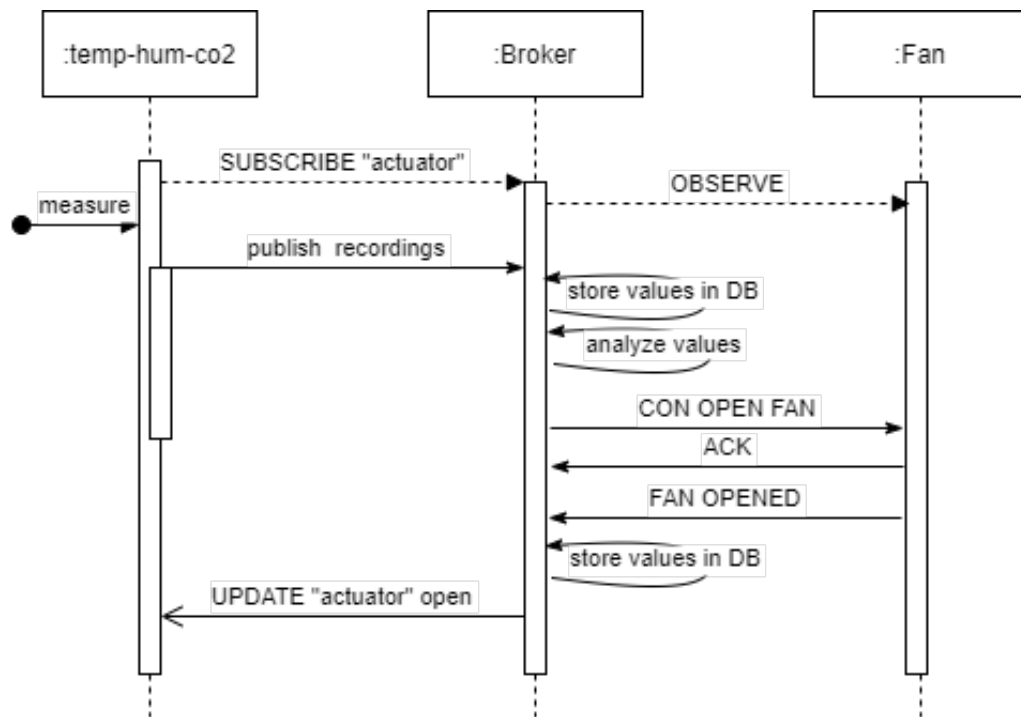 :temp-hum-co2
:Broker
:Fan
SUBSCRIBE "actuator"
OBSERVE
measure
publish recordings
store values in DB
analyze values
CON OPEN FAN
ACK
FAN OPENED
store values in DB
UPDATE "actuator" open